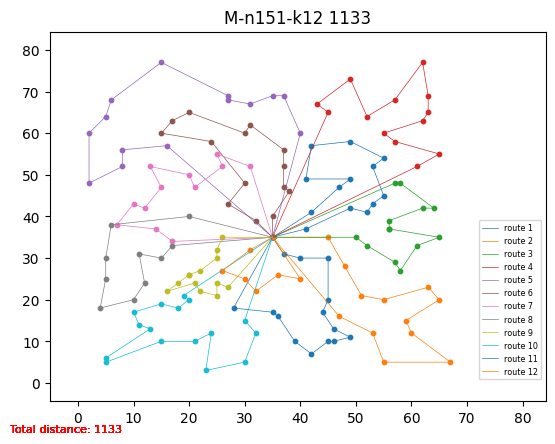 M-n151-k12 1133
80
70
60
50
40
30
20
10
0
route 1
route 2
route 3
route 4
route 5
route 6
route 7
route 8
route 9
route 10
route 11
route 12
0 10 20 30 40 50 60 70 80
Total distance: 1133